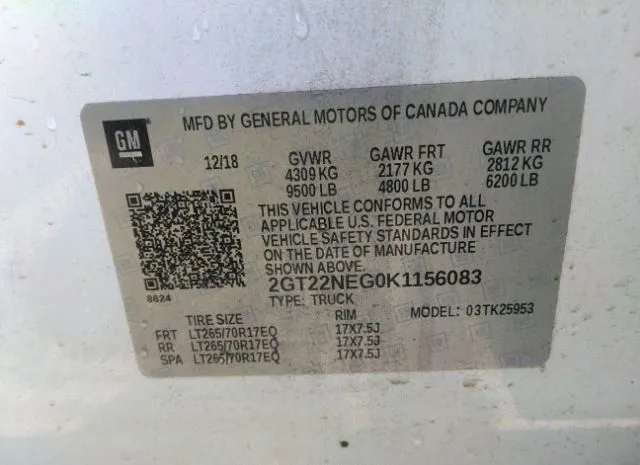 GM
MFD BY GENERAL MOTORS OF CANADA COMPANY
12/18 GVWR GAWR FRT GAWR RR
4309 KG 2177 KG 2812 KG
9500 LB 4800 LB 6200 LB
THIS VEHICLE CONFORMS TO ALL
APPLICABLE U.S. FEDERAL MOTOR
VEHICLE SAFETY STANDARDS IN EFFECT
ON THE DATE OF MANUFACTURE
SHOWN ABOVE.
8624
2GT22NEG0K1156083
TYPE: TRUCK
MODEL: 03TK25953
TIRE SIZE RIM
FRT LT265/70R17EQ 17X7.5J
RR LT265/70R17EQ 17X7.5J
SPA LT265/70R17EQ 17X7.5J